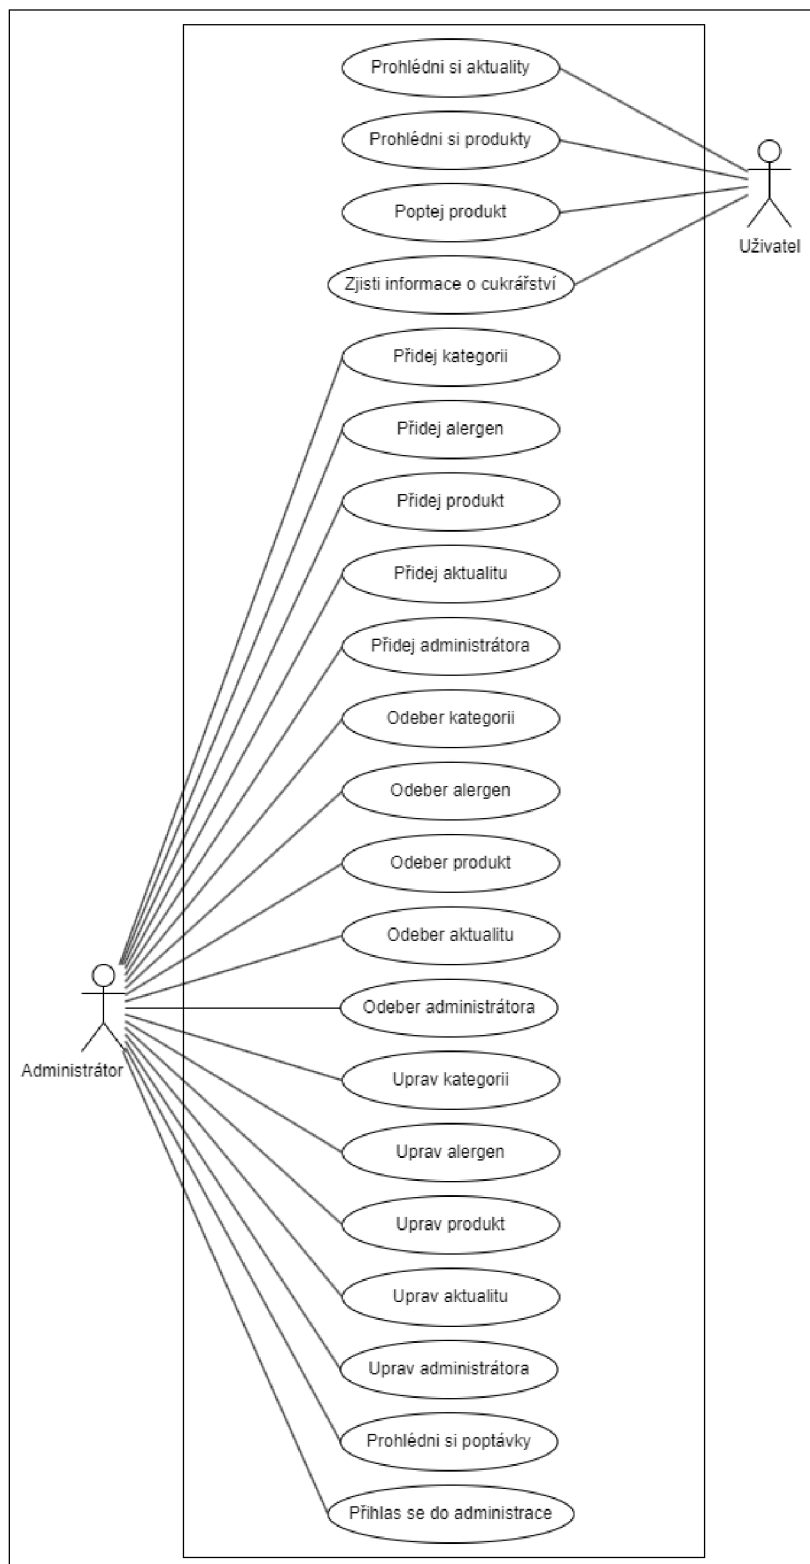 Prohlédni si aktuality
Prohlédni si produkty
Poptej produkt
Uživatel
Zjisti informace o cukrářství
Přidej kategorii
Přidej alergen
Přidej produkt
Přidej aktualitu
Přidej administrátora
Odeber kategorii
Odeber alergen
Odeber produkt
Odeber aktualitu
Odeber administrátora
Administrátor
Uprav kategorii
Uprav alergen
Uprav produkt
Uprav aktualitu
Uprav administrátora
Prohlédni si poptávky
Přihlas se do administrace